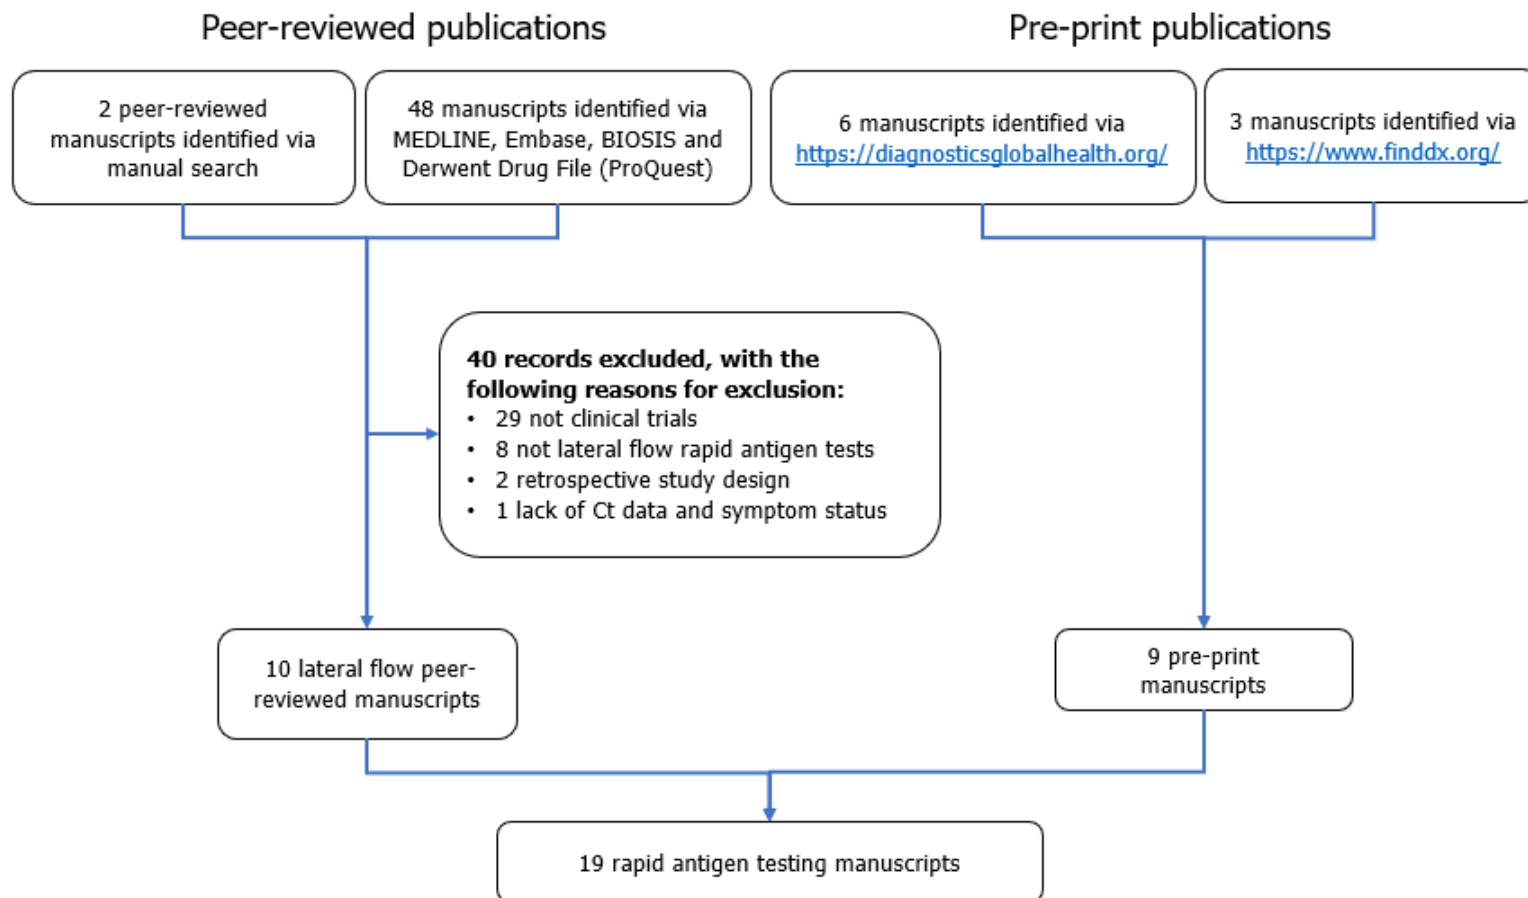 Peer-reviewed publications
Pre-print publications
2 peer-reviewed
manuscripts identified via
manual search
48 manuscripts identified via
MEDLINE, Embase, BIOSIS and
Derwent Drug File (ProQuest)
6 manuscripts identified via
https://diagnosticsglobalhealth.org/
3 manuscripts identified via
https://www.finddx.org/
40 records excluded, with the
following reasons for exclusion:
• 29 not clinical trials
• 8 not lateral flow rapid antigen tests
• 2 retrospective study design
• 1 lack of Ct data and symptom status
10 lateral flow peer-
reviewed manuscripts
9 pre-print
manuscripts
19 rapid antigen testing manuscripts